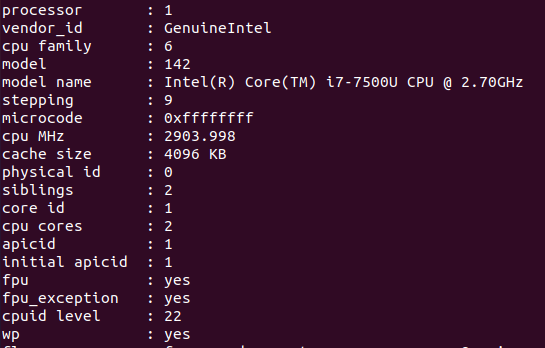 processor : 1
vendor_id : GenuineIntel
cpu family : 6
model : 142
model name : Intel(R) Core(TM) i7-7500U CPU @ 2.70GHz
stepping : 9
microcode : 0xffffffff
cpu MHz : 2903.998
cache size : 4096 KB
physical id : 0
siblings : 2
core id : 1
cpu cores : 2
apicid : 1
initial apicid : 1
fpu : yes
fpu_exception : yes
cpuid level : 22
wp : yes